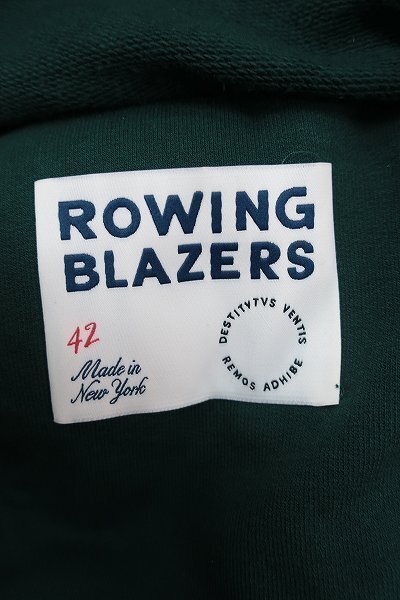 ROWING
BLAZERS
42
Made in
New York
DESTITVTVS VENTIS
REMOS ADHIBE